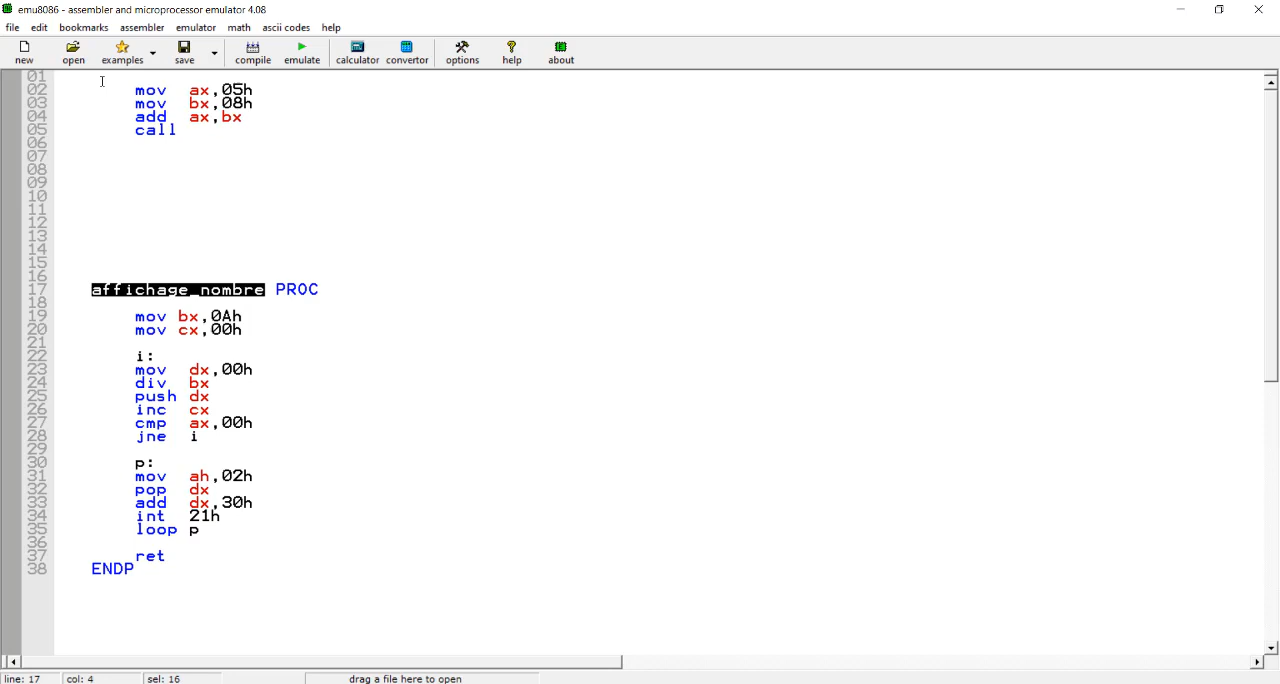 emu8086 - assembler and microprocessor emulator 4.08
file edit bookmarks assembler emulator math ascii codes help
new open examples save compile emulate calculator convertor options help about
01
02 mov ax,05h
03 mov bx,08h
04 add ax,bx
05 call
06
07
08
09
10
11
12
13
14
15
16
17 affichage_nombre PROC
18
19 mov bx,0Ah
20 mov cx,00h
21
22 i:
23 mov dx,00h
24 div bx
25 push dx
26 inc cx
27 cmp ax,00h
28 jne i
29
30 p:
31 mov ah,02h
32 pop dx
33 add dx,30h
34 int 21h
35 loop p
36
37 ret
38 ENDP
line: 17 col: 4 sel: 16 drag a file here to open